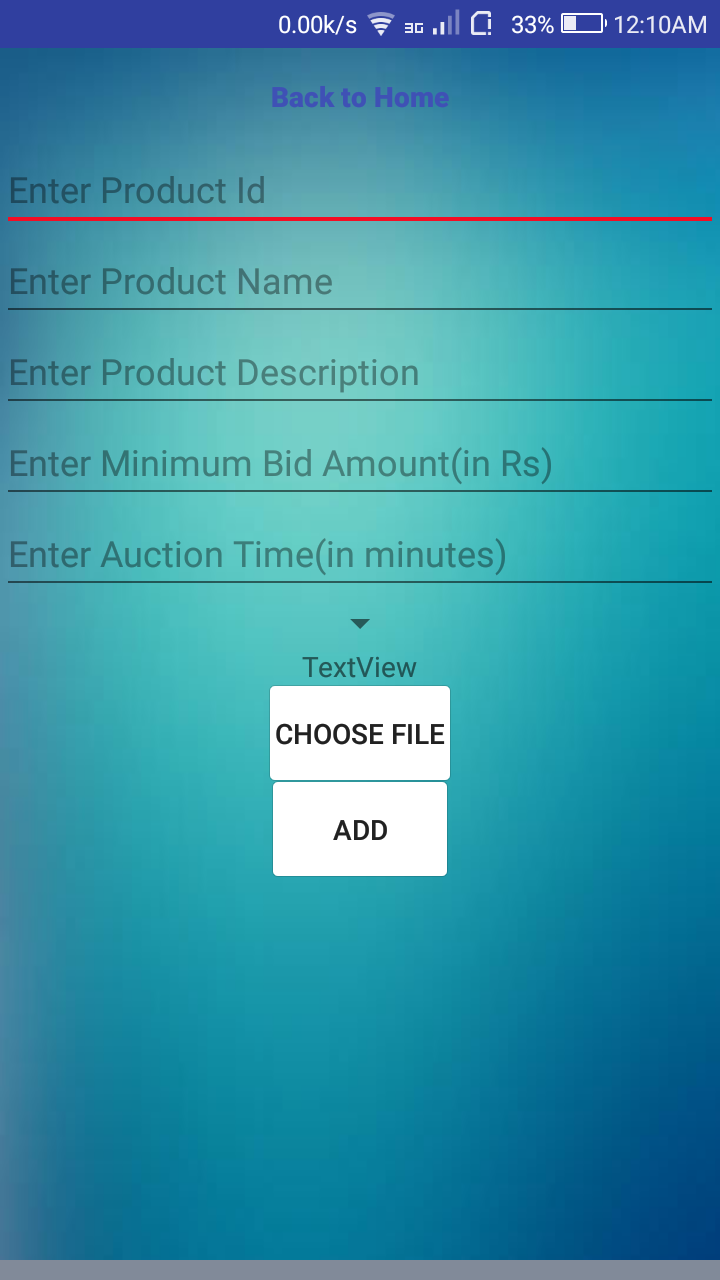 0.00k/s 3G 33% 12:10AM
Back to Home
Enter Product Id
Enter Product Name
Enter Product Description
Enter Minimum Bid Amount(in Rs)
Enter Auction Time(in minutes)
TextView
CHOOSE FILE
ADD